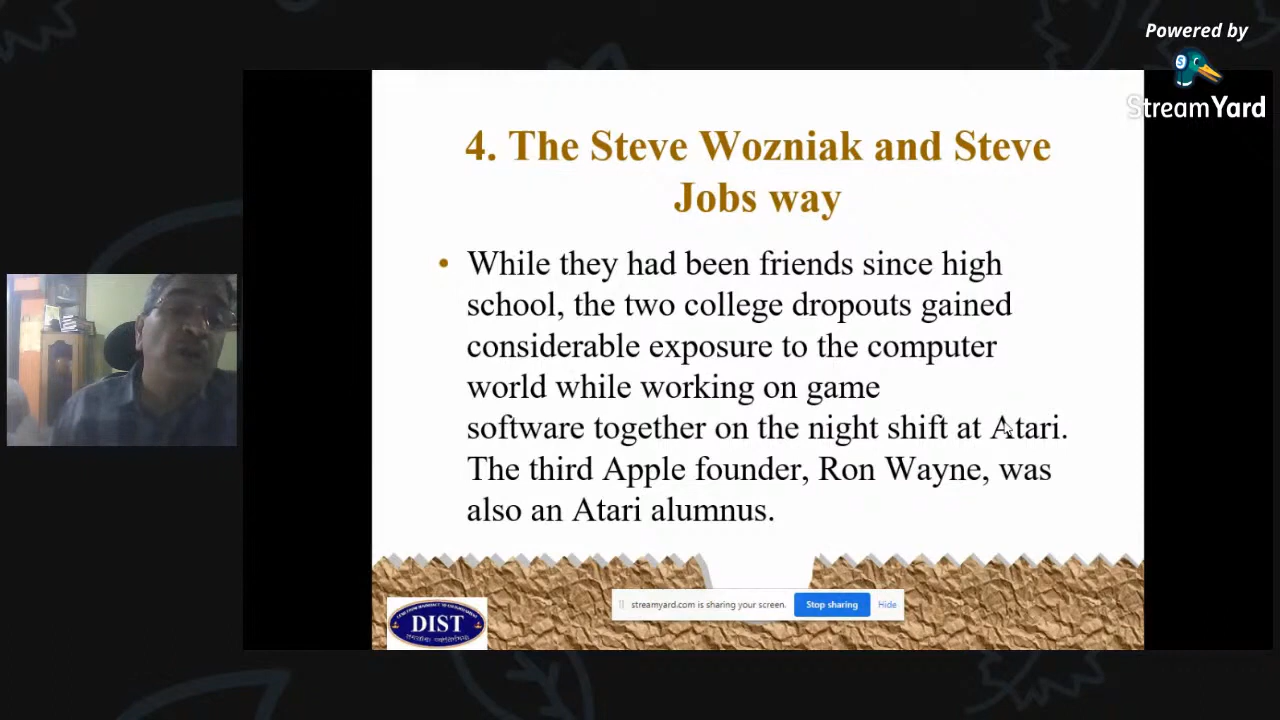 Powered by
StreamYard
4. The Steve Wozniak and Steve
Jobs way
• While they had been friends since high
school, the two college dropouts gained
considerable exposure to the computer
world while working on game
software together on the night shift at Atari.
The third Apple founder, Ron Wayne, was
also an Atari alumnus.
streamyard.com is sharing your screen.
Stop sharing
Hide
DIST